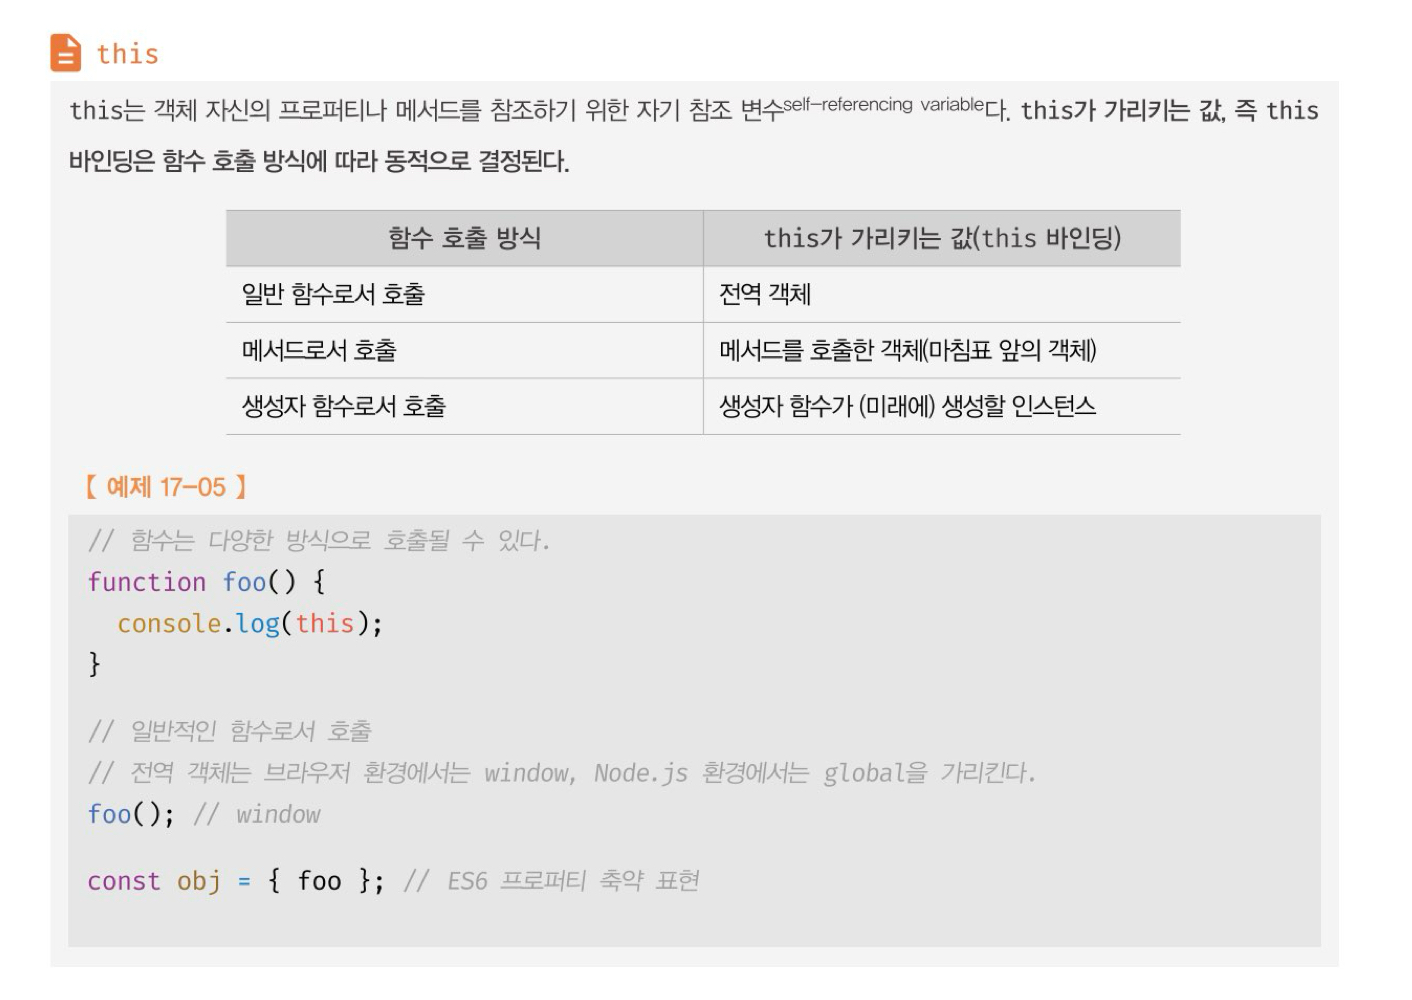 this
this는 객체 자신의 프로퍼티나 메서드를 참조하기 위한 자기 참조 변수self-referencing variable다. this가 가리키는 값, 즉 this
바인딩은 함수 호출 방식에 따라 동적으로 결정된다.
함수 호출 방식 this가 가리키는 값(this 바인딩)
일반 함수로서 호출 전역 객체
메서드로서 호출 메서드를 호출한 객체(마침표 앞의 객체)
생성자 함수로서 호출 생성자 함수가 (미래에) 생성할 인스턴스
【 예제 17-05 】
// 함수는 다양한 방식으로 호출될 수 있다.
function foo() {
  console.log(this);
}
// 일반적인 함수로서 호출
// 전역 객체는 브라우저 환경에서는 window, Node.js 환경에서는 global을 가리킨다.
foo(); // window
const obj = { foo }; // ES6 프로퍼티 축약 표현